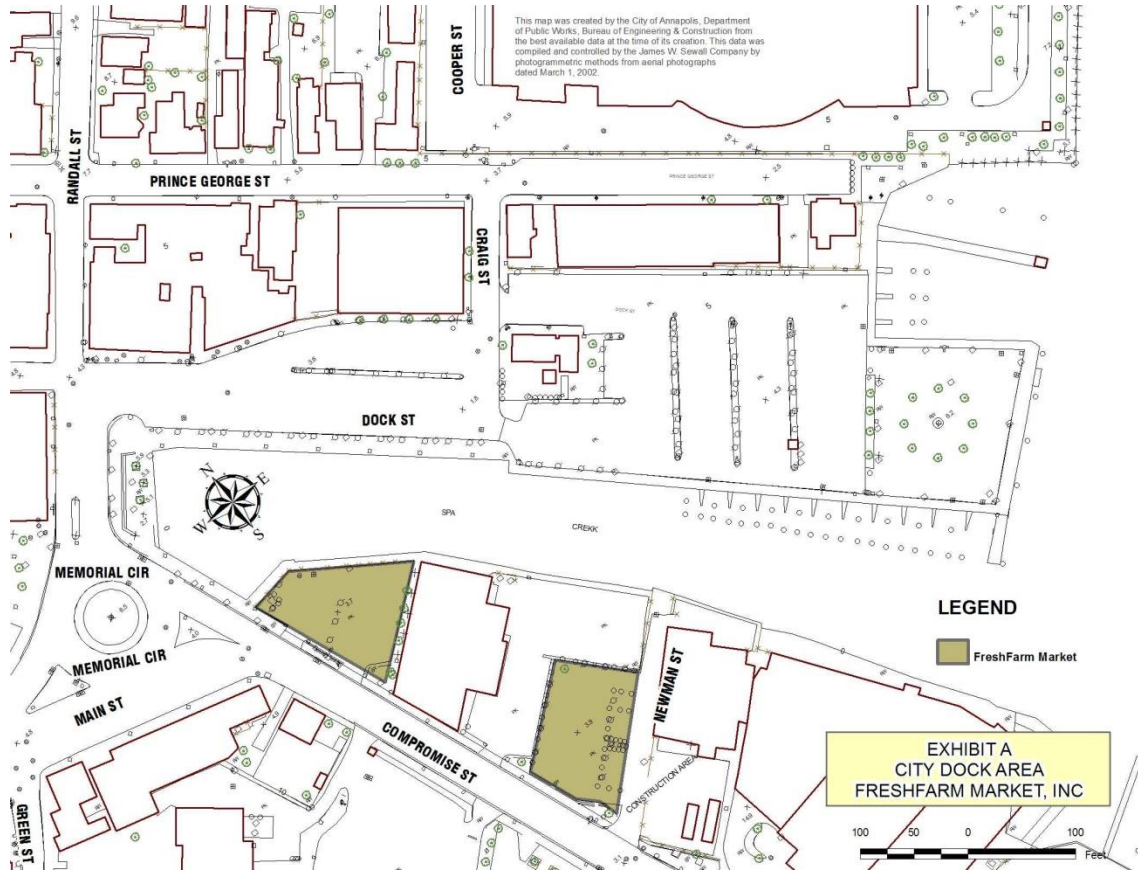 This map was created by the City of Annapolis, Department
of Public Works, Bureau of Engineering & Construction from
the best available data at the time of its creation. This data was
compiled and controlled by the James W. Sewall Company by
photogrammetric methods from aerial photographs
dated March 1, 2002.
COOPER ST
RANDALL ST
PRINCE GEORGE ST
PRINCE GEORGE ST
CRAIG ST
DOCK ST
DOCK ST
N
E
W
S
SPA
CREKK
MEMORIAL CIR
MEMORIAL CIR
MAIN ST
COMPROMISE ST
NEWMAN ST
CONSTRUCTION AREA
GREEN ST
LEGEND
FreshFarm Market
EXHIBIT A
CITY DOCK AREA
FRESHFARM MARKET, INC
100 50 0 100
Feet